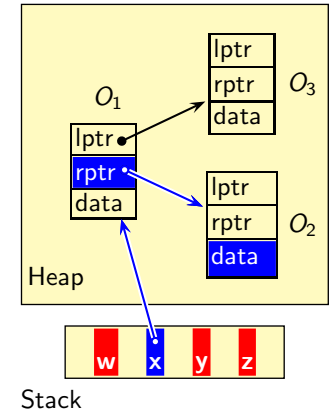 lptr
rptr
data
O3
O1
lptr
rptr
data
lptr
rptr
data
O2
Heap
w x y z
Stack